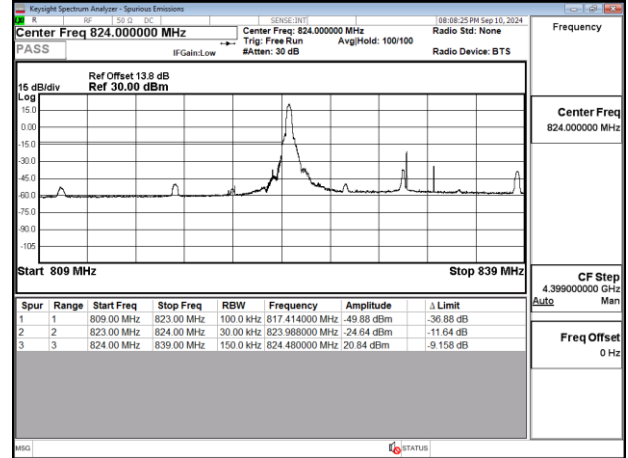 Keysight Spectrum Analyzer - Spurious Emissions
R RF 50 Ω DC SENSE:INT 08:08:25 PM Sep 10, 2024
Center Freq 824.000000 MHz Center Freq: 824.000000 MHz Radio Std: None
Trig: Free Run Avg|Hold: 100/100
PASS IFGain:Low #Atten: 30 dB Radio Device: BTS
Ref Offset 13.8 dB
15 dB/div Ref 30.00 dBm
Log
15.0
0.00
-15.0
-30.0
-45.0
-60.0
-75.0
-90.0
-105
Start 809 MHz Stop 839 MHz
Spur Range Start Freq Stop Freq RBW Frequency Amplitude Δ Limit
1 1 809.00 MHz 823.00 MHz 100.0 kHz 817.414000 MHz -49.88 dBm -36.88 dB
2 2 823.00 MHz 824.00 MHz 30.00 kHz 823.988000 MHz -24.64 dBm -11.64 dB
3 3 824.00 MHz 839.00 MHz 150.0 kHz 824.480000 MHz 20.84 dBm -9.158 dB
MSG STATUS
Frequency
Center Freq
824.000000 MHz
CF Step
4.399000000 GHz
Auto Man
Freq Offset
0 Hz